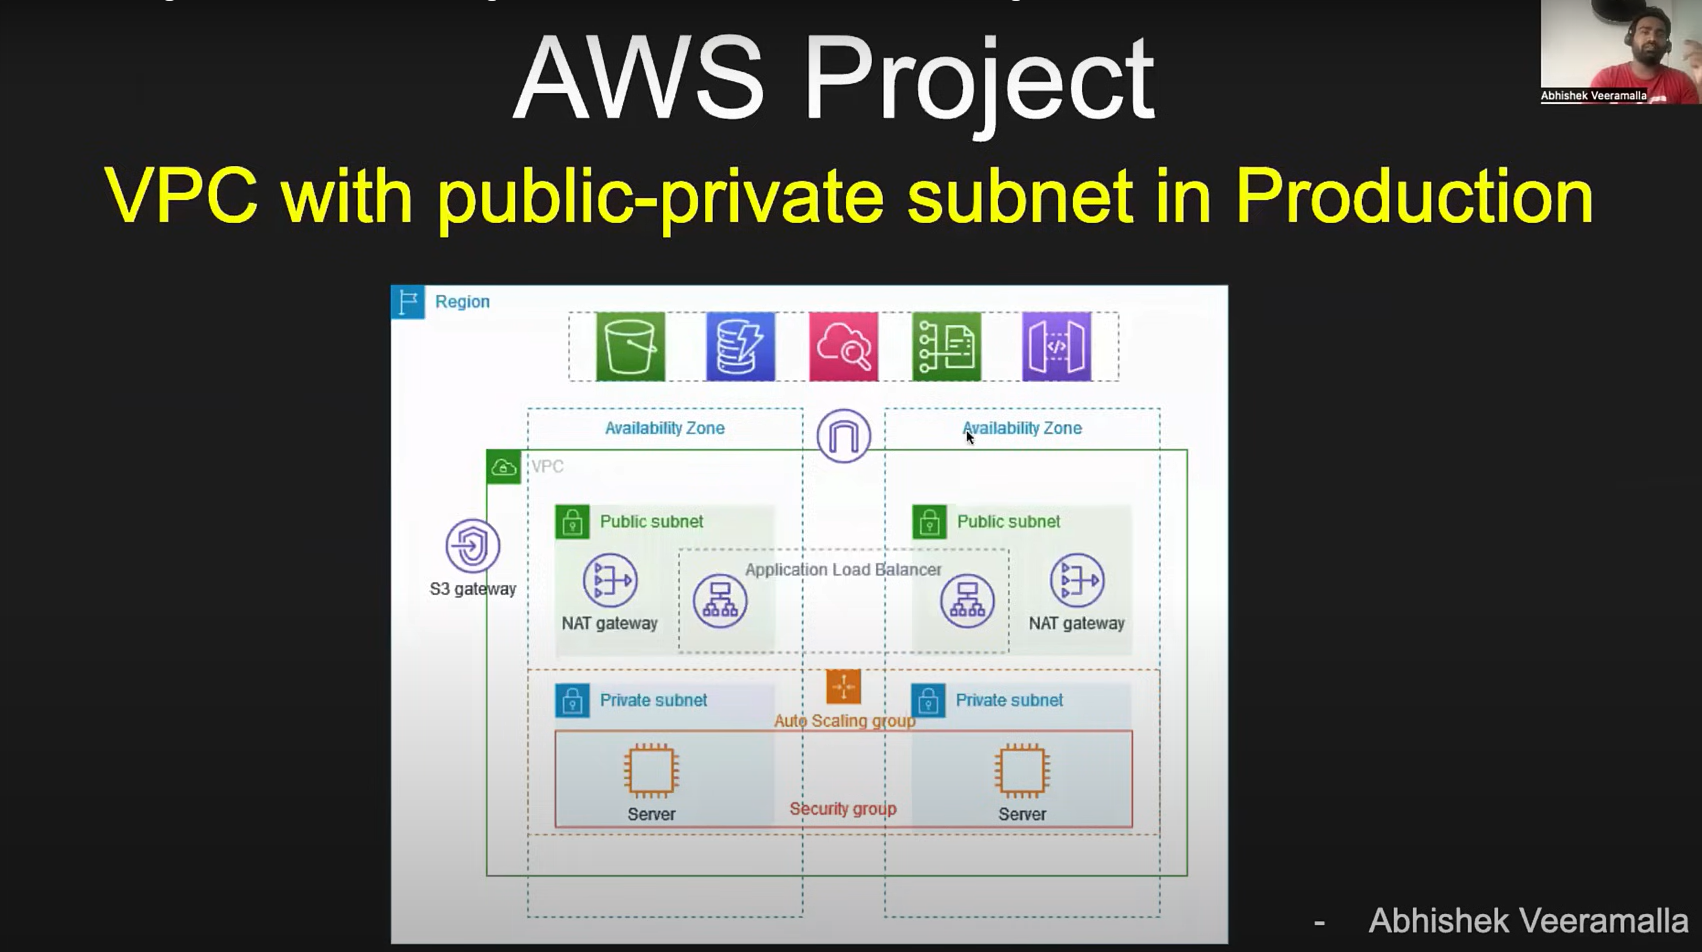 AWS Project
Abhishek Veeramalla
VPC with public-private subnet in Production
Region
Availability Zone
Availability Zone
VPC
Public subnet
Public subnet
Application Load Balancer
S3 gateway
NAT gateway
NAT gateway
Private subnet
Private subnet
Auto Scaling group
Security group
Server
Server
- Abhishek Veeramalla